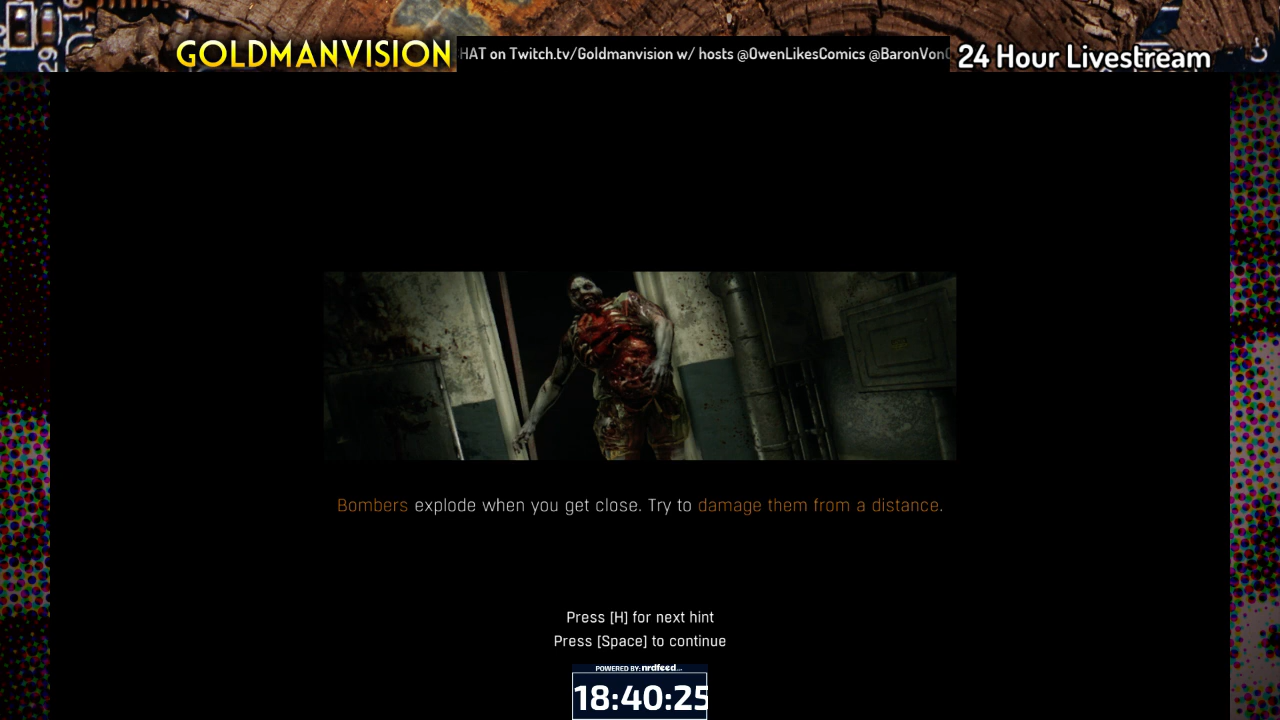 GOLDMANVISION
HAT on Twitch.tv/Goldmanvision w/ hosts @OwenLikesComics @BaronVon
24 Hour Livestream
Bombers explode when you get close. Try to damage them from a distance.
Press [H] for next hint
Press [Space] to continue
POWERED BY: nrdfeed
18:40:25